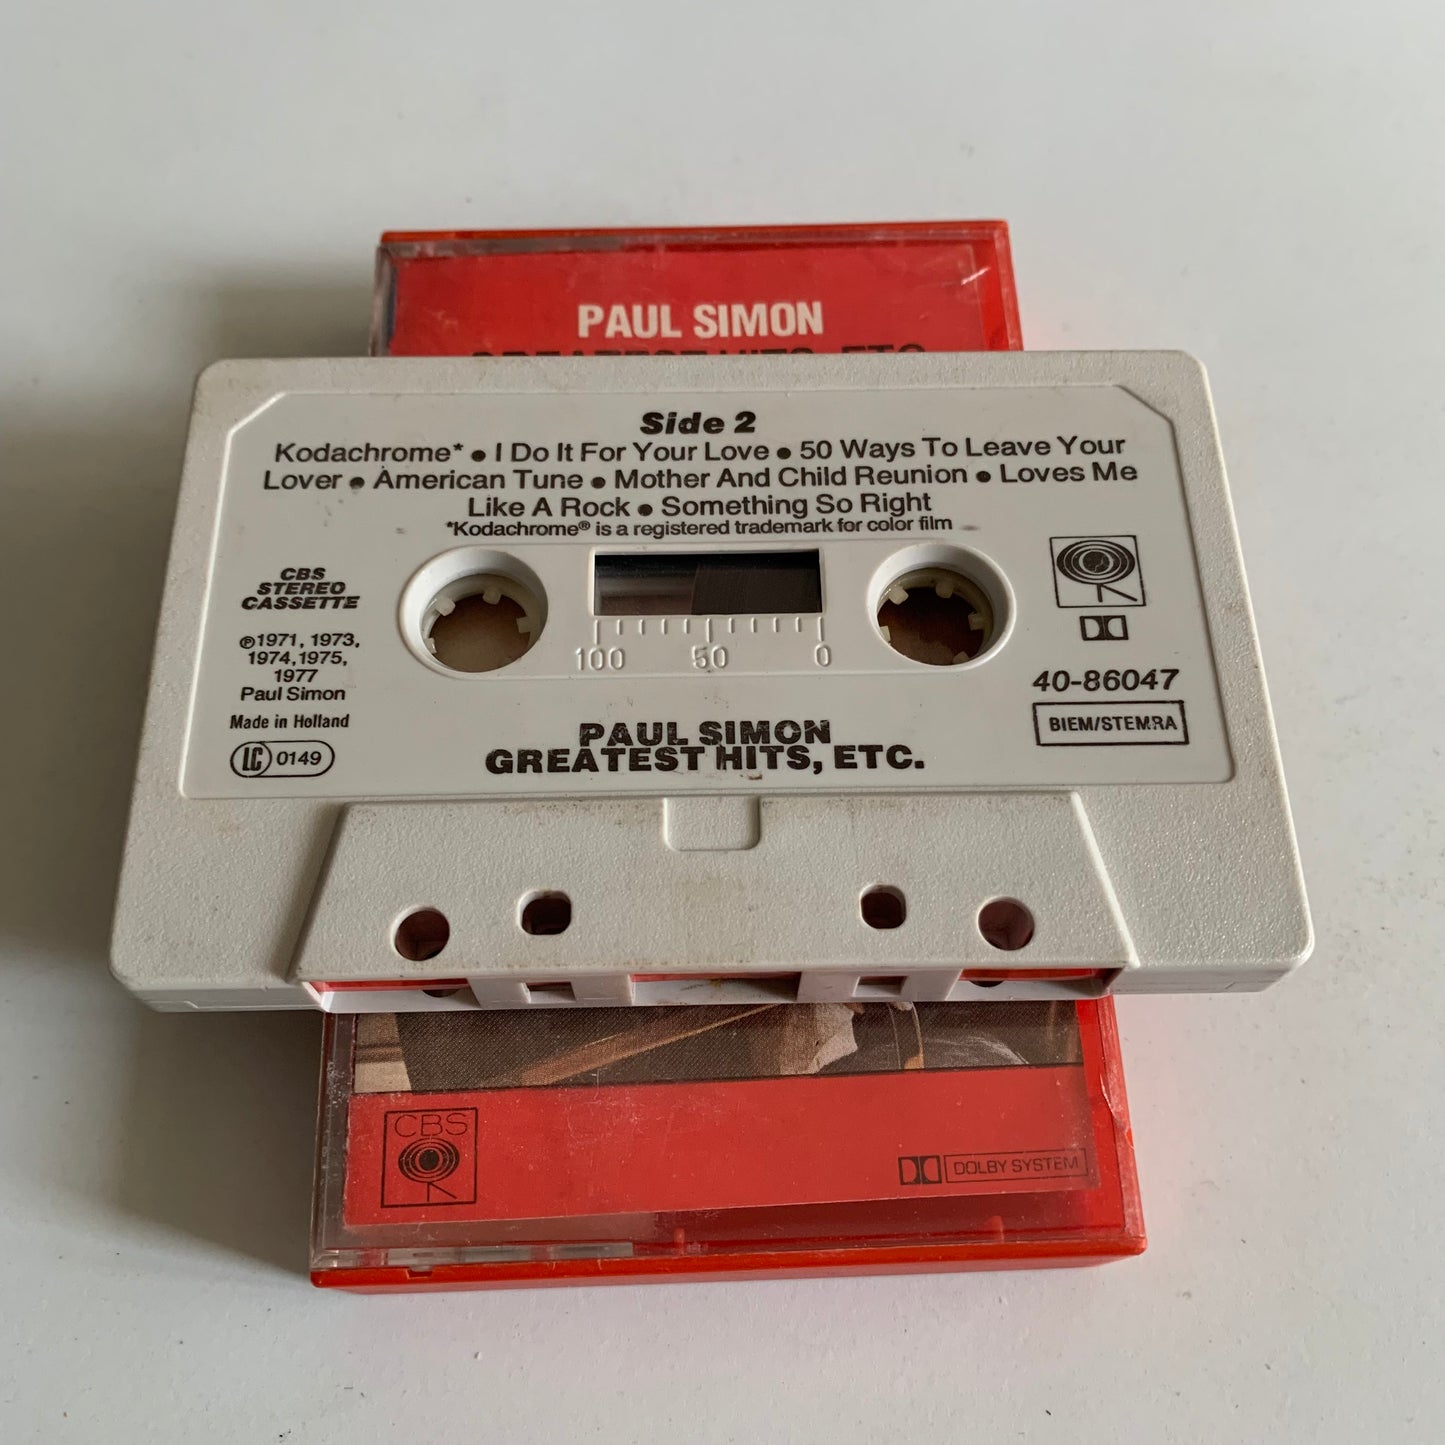 PAUL SIMON
GREATEST HITS, ETC.
Side 2
Kodachrome* • I Do It For Your Love • 50 Ways To Leave Your
Lover • American Tune • Mother And Child Reunion • Loves Me
Like A Rock • Something So Right
*Kodachrome® is a registered trademark for color film
CBS
STEREO
CASSETTE
℗1971, 1973,
1974,1975,
1977
Paul Simon
Made in Holland
LC 0149
100 50 0
40-86047
BIEM/STEMRA
PAUL SIMON
GREATEST HITS, ETC.
CBS
DOLBY SYSTEM